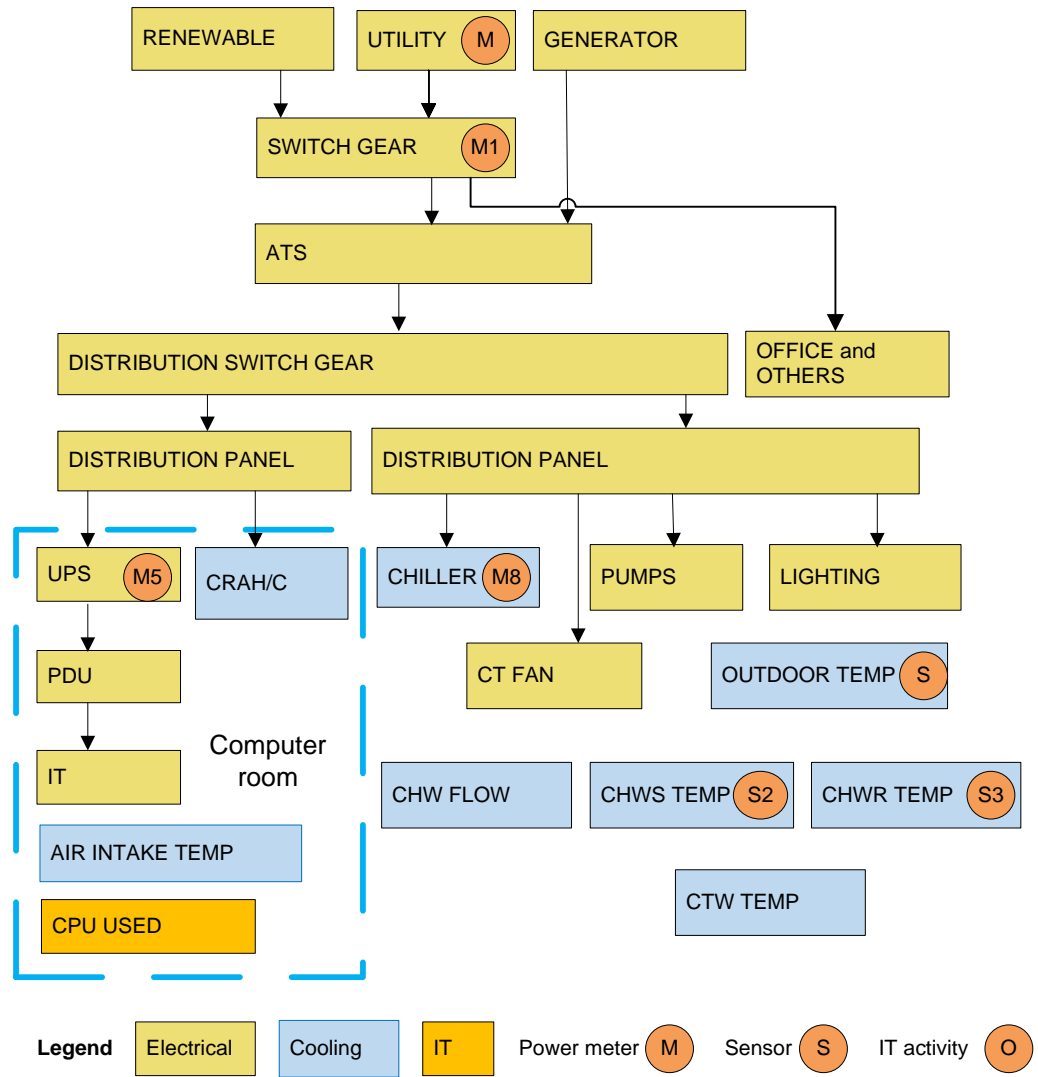 RENEWABLE
UTILITY M
GENERATOR
SWITCH GEAR M1
ATS
DISTRIBUTION SWITCH GEAR
OFFICE and
OTHERS
DISTRIBUTION PANEL
DISTRIBUTION PANEL
UPS M5
CRAH/C
CHILLER M8
PUMPS
LIGHTING
PDU
CT FAN
OUTDOOR TEMP S
IT
Computer
room
CHW FLOW
CHWS TEMP S2
CHWR TEMP S3
AIR INTAKE TEMP
CPU USED
CTW TEMP
Legend Electrical Cooling IT Power meter M Sensor S IT activity O